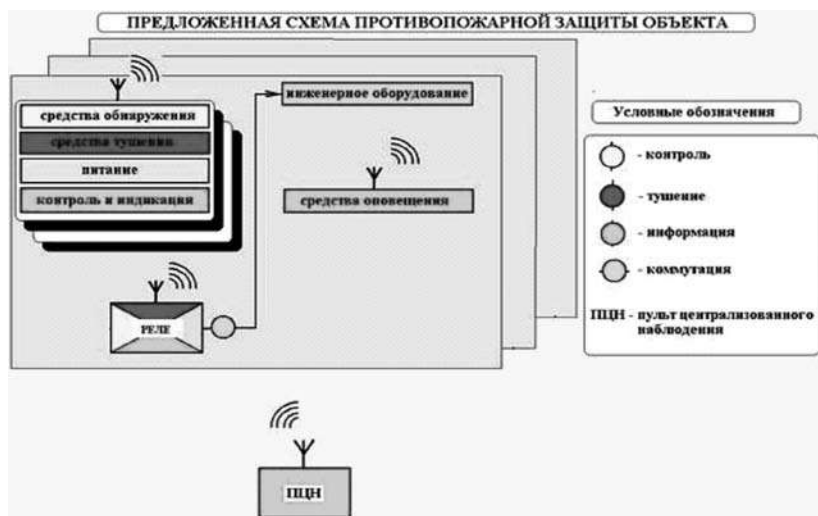 ПРЕДЛОЖЕННАЯ СХЕМА ПРОТИВОПОЖАРНОЙ ЗАЩИТЫ ОБЪЕКТА
средства обнаружения
средства тушения
питание
контроль и индикация
инженерное оборудование
средства оповещения
РЕЛЕ
ПЦН
Условные обозначения
- контроль
- тушение
- информация
- коммутация
ПЦН - пульт централизованного
наблюдения